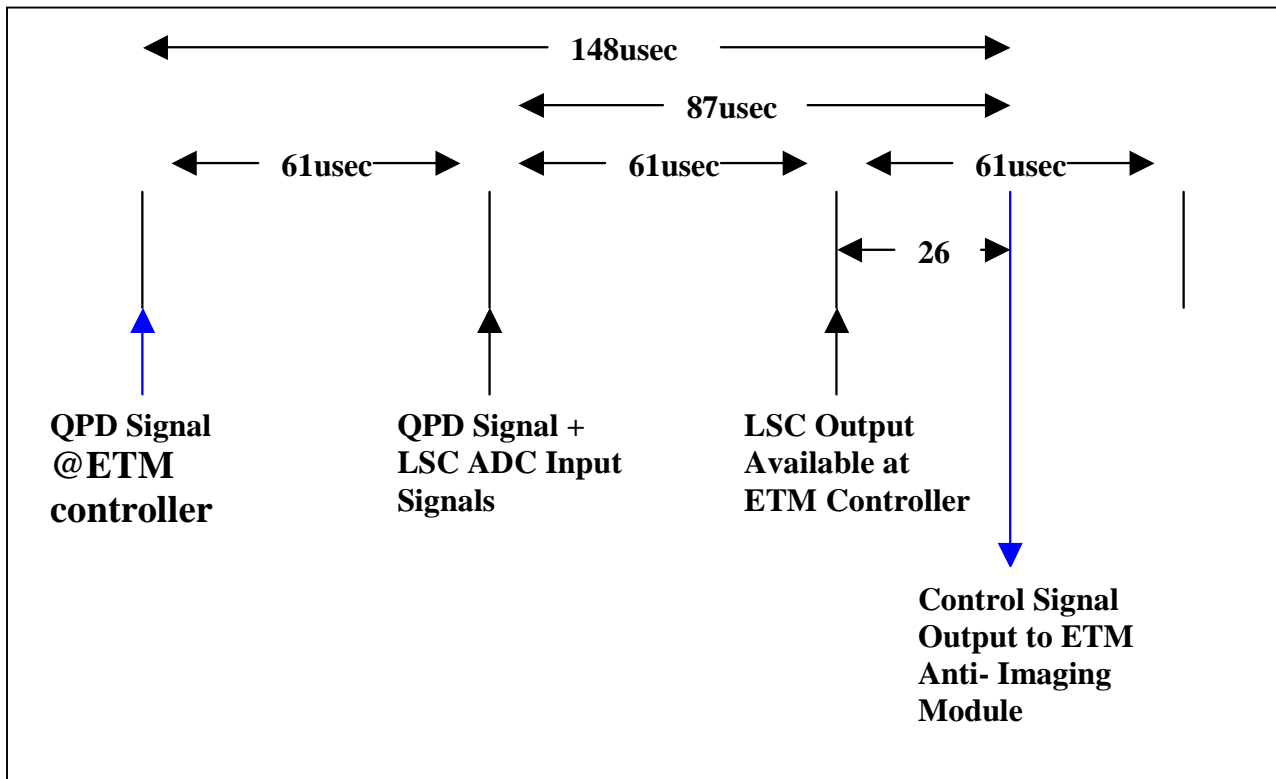 148usec
87usec
61usec
61usec
61usec
26
QPD Signal
@ETM
controller
QPD Signal +
LSC ADC Input
Signals
LSC Output
Available at
ETM Controller
Control Signal
Output to ETM
Anti- Imaging
Module